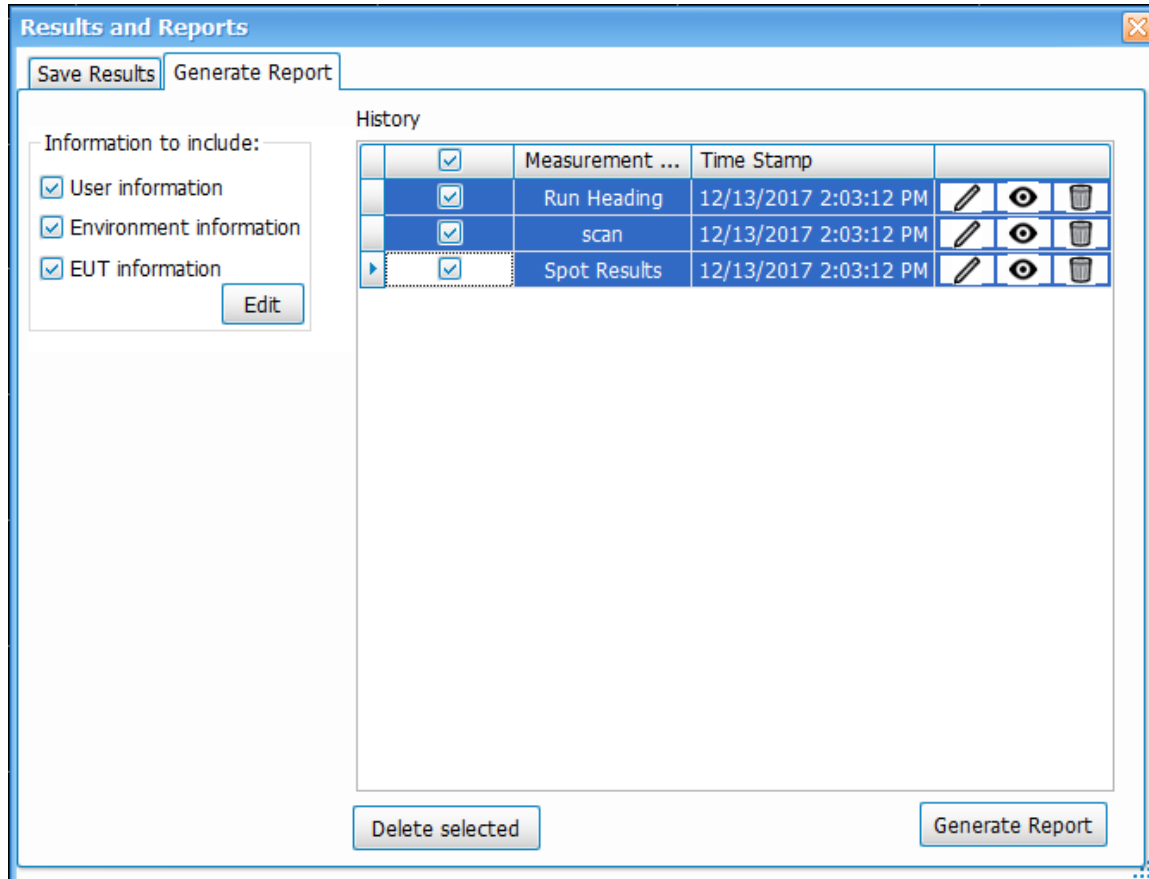 Results and Reports
Save Results Generate Report
Information to include:
User information
Environment information
EUT information
Edit
History
Measurement ... Time Stamp
Run Heading 12/13/2017 2:03:12 PM
scan 12/13/2017 2:03:12 PM
Spot Results 12/13/2017 2:03:12 PM
Delete selected
Generate Report